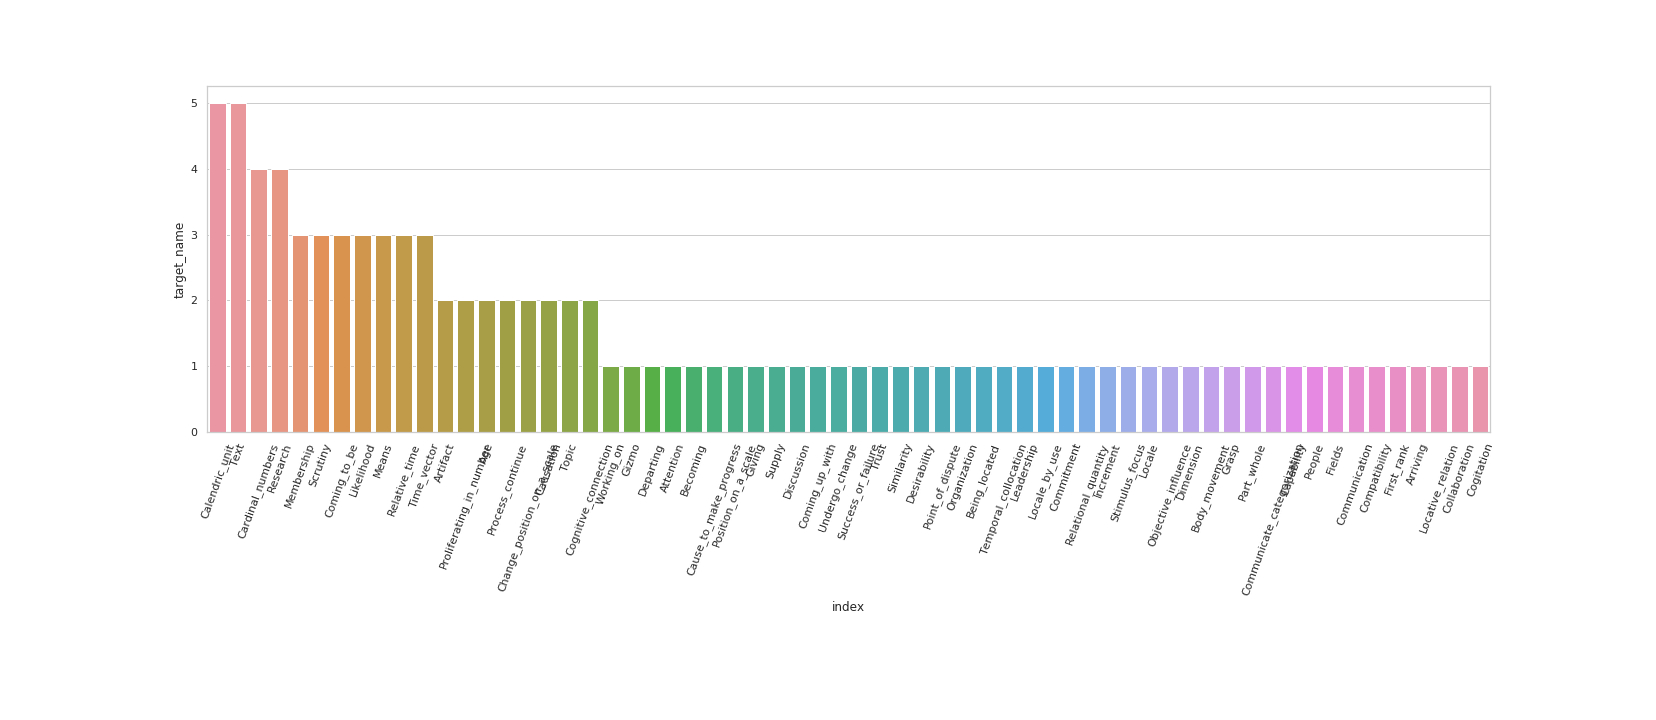 5
4
3
2
1
0
target_name
Calendric_unit
Text
Cardinal_numbers
Research
Membership
Scrutiny
Coming_to_be
Likelihood
Means
Relative_time
Time_vector
Artifact
Proliferating_in_number
Age
Process_continue
Change_position_on_a_scale
Causation
Topic
Cognitive_connection
Working_on
Gizmo
Departing
Attention
Becoming
Cause_to_make_progress
Position_on_a_scale
Giving
Supply
Discussion
Coming_up_with
Undergo_change
Success_or_failure
Trust
Similarity
Desirability
Point_of_dispute
Organization
Being_located
Temporal_collocation
Leadership
Locale_by_use
Commitment
Relational_quantity
Increment
Stimulus_focus
Locale
Objective_influence
Dimension
Body_movement
Grasp
Part_whole
Communicate_categorization
Capability
People
Fields
Communication
Compatibility
First_rank
Arriving
Locative_relation
Collaboration
Cogitation
index